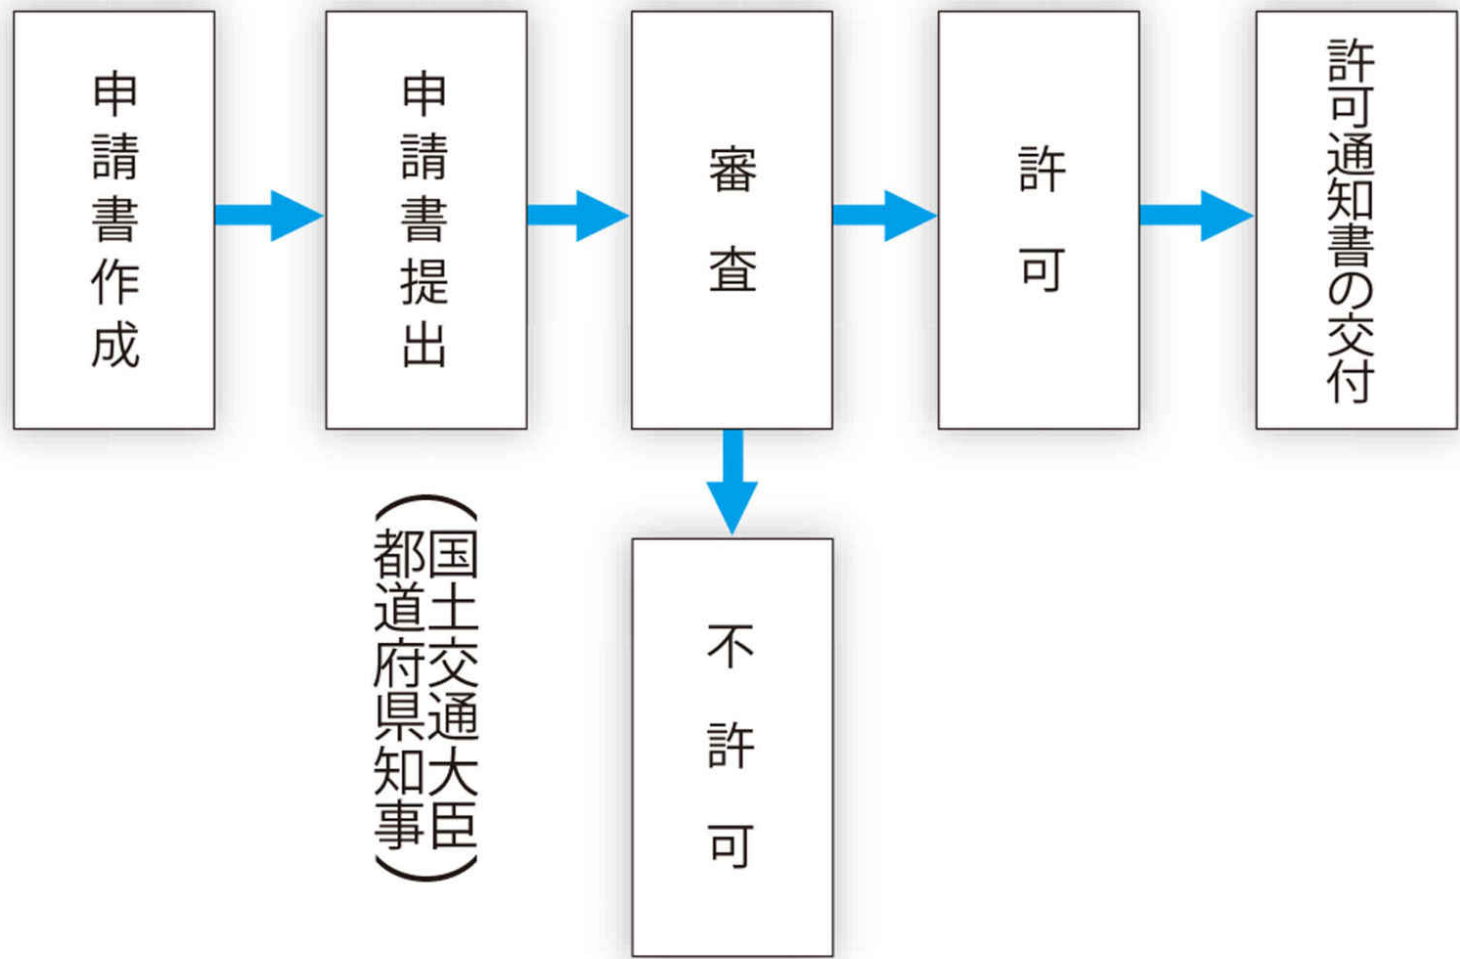 申請書作成
申請書提出
審査
許可
許可通知書の交付
（国土交通大臣
都道府県知事）
不許可